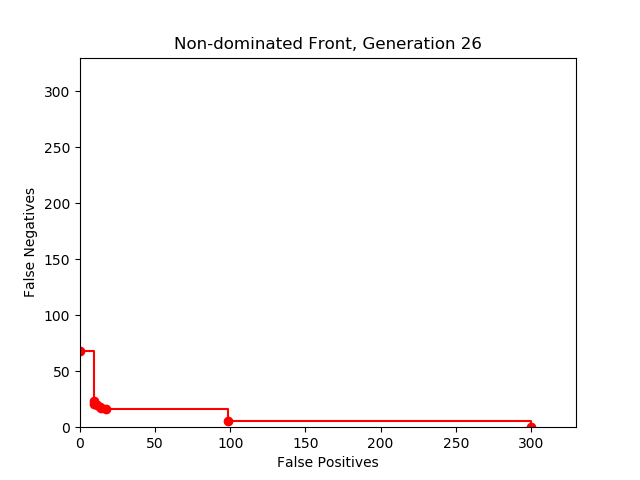 Non-dominated Front, Generation 26
300
250
200
150
100
50
0
False Negatives
0 50 100 150 200 250 300
False Positives